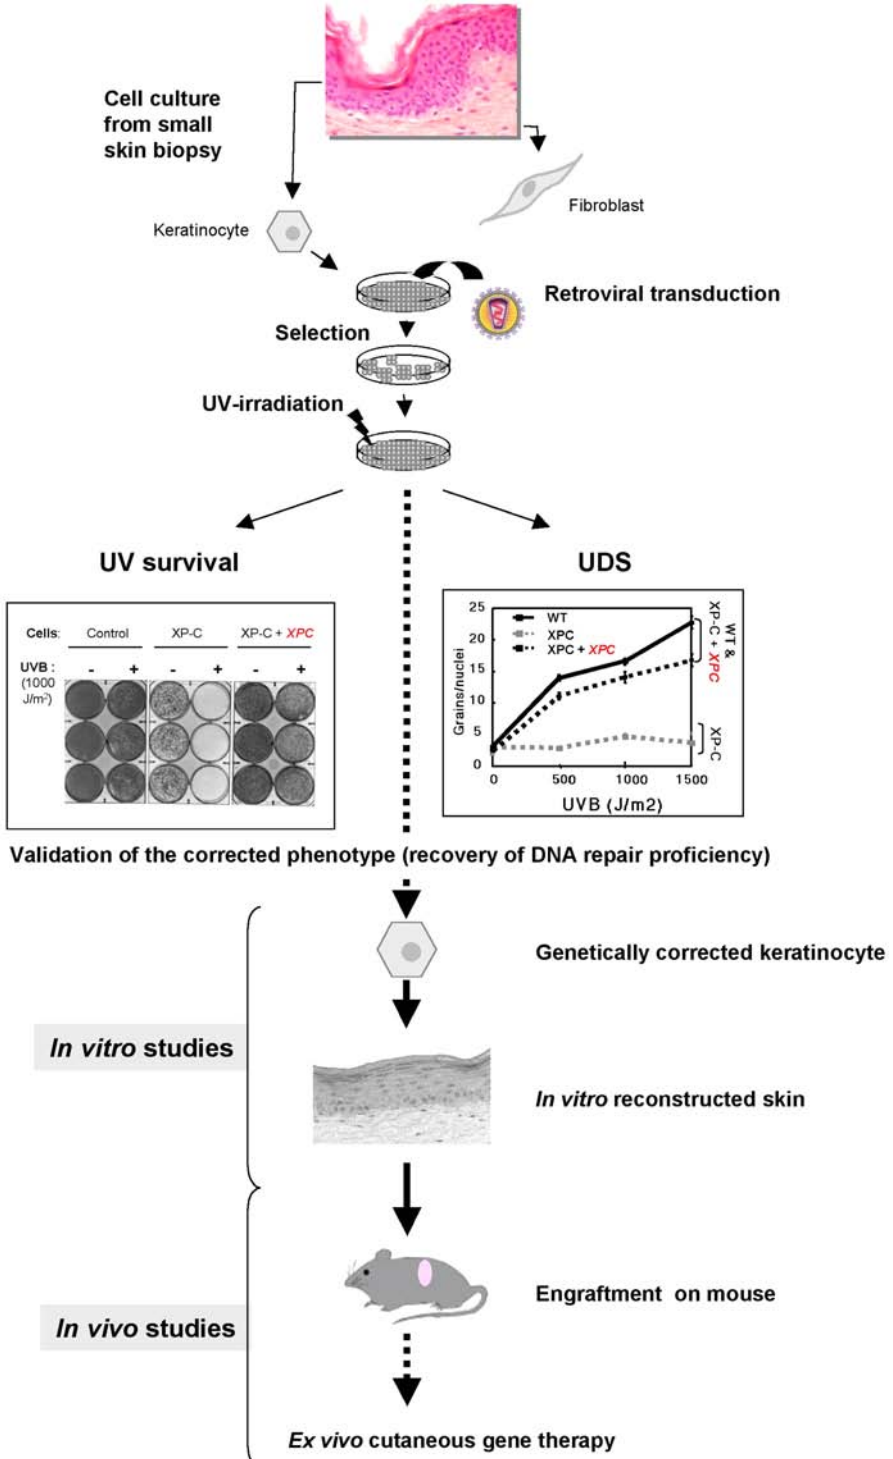 Cell culture
from small
skin biopsy
Fibroblast
Keratinocyte
Retroviral transduction
Selection
UV-irradiation
UV survival
UDS
Cells: Control XP-C XP-C + XPC
UVB : - + - + - +
(1000
J/m²)
25
20
15
10
5
0
Grains/nuclei
WT
XPC
XPC + XPC
WT &
XP-C + XPC
XP-C
0 500 1000 1500
UVB (J/m2)
Validation of the corrected phenotype (recovery of DNA repair proficiency)
Genetically corrected keratinocyte
In vitro studies
In vitro reconstructed skin
Engraftment on mouse
In vivo studies
Ex vivo cutaneous gene therapy